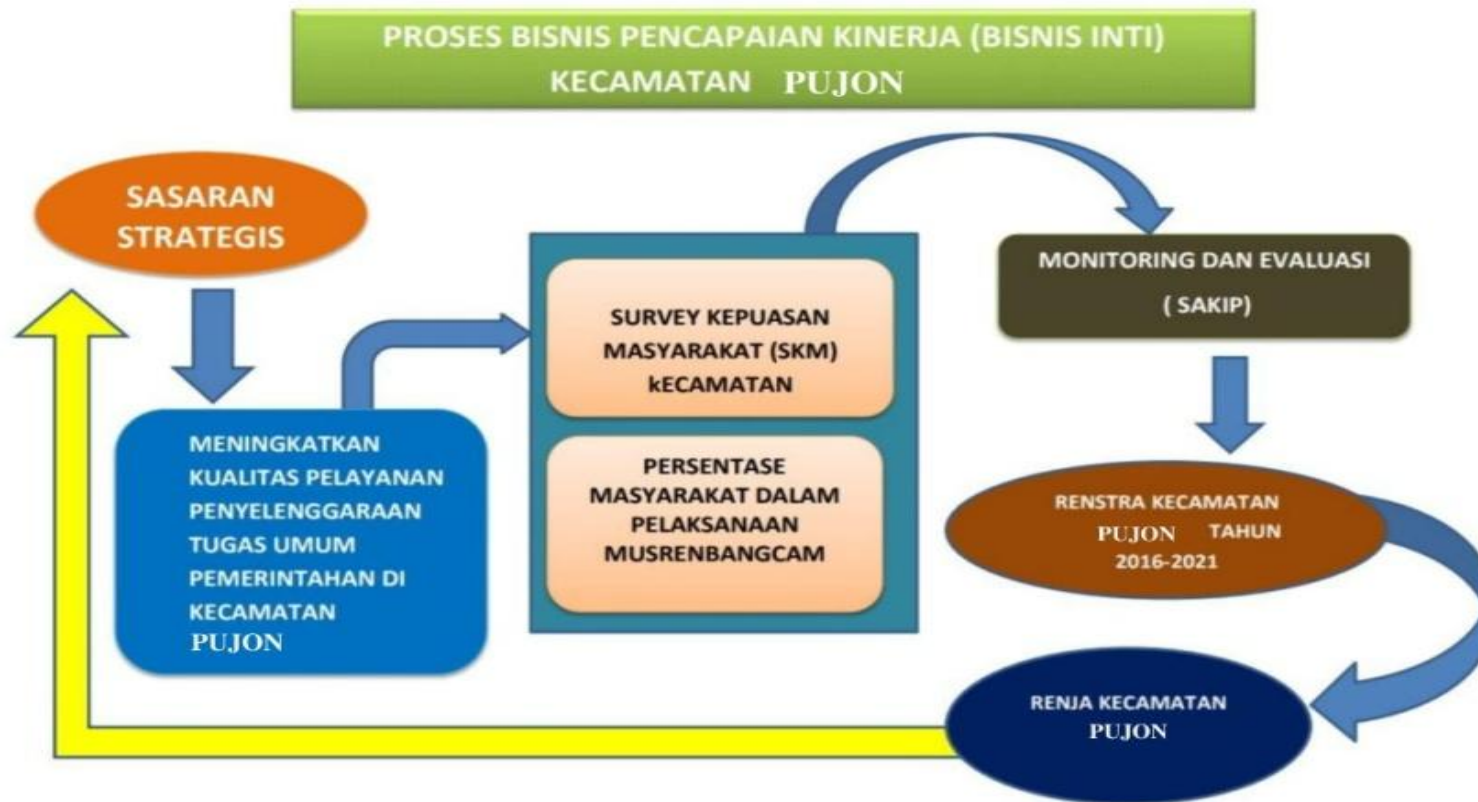 PROSES BISNIS PENCAPAIAN KINERJA (BISNIS INTI)
KECAMATAN PUJON
SASARAN
STRATEGIS
MENINGKATKAN
KUALITAS PELAYANAN
PENYELENGGARAAN
TUGAS UMUM
PEMERINTAHAN DI
KECAMATAN
PUJON
SURVEY KEPUASAN
MASYARAKAT (SKM)
kECAMATAN
PERSENTASE
MASYARAKAT DALAM
PELAKSANAAN
MUSRENBANGCAM
MONITORING DAN EVALUASI
( SAKIP)
RENSTRA KECAMATAN
PUJON TAHUN
2016-2021
RENJA KECAMATAN
PUJON